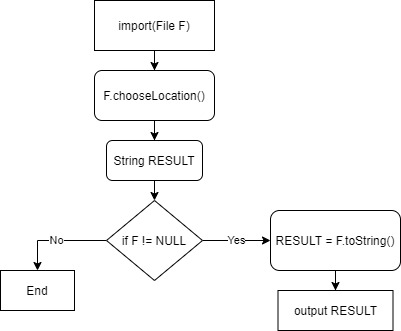 import(File F)
F.chooseLocation()
String RESULT
if F != NULL
No
Yes
RESULT = F.toString()
End
output RESULT